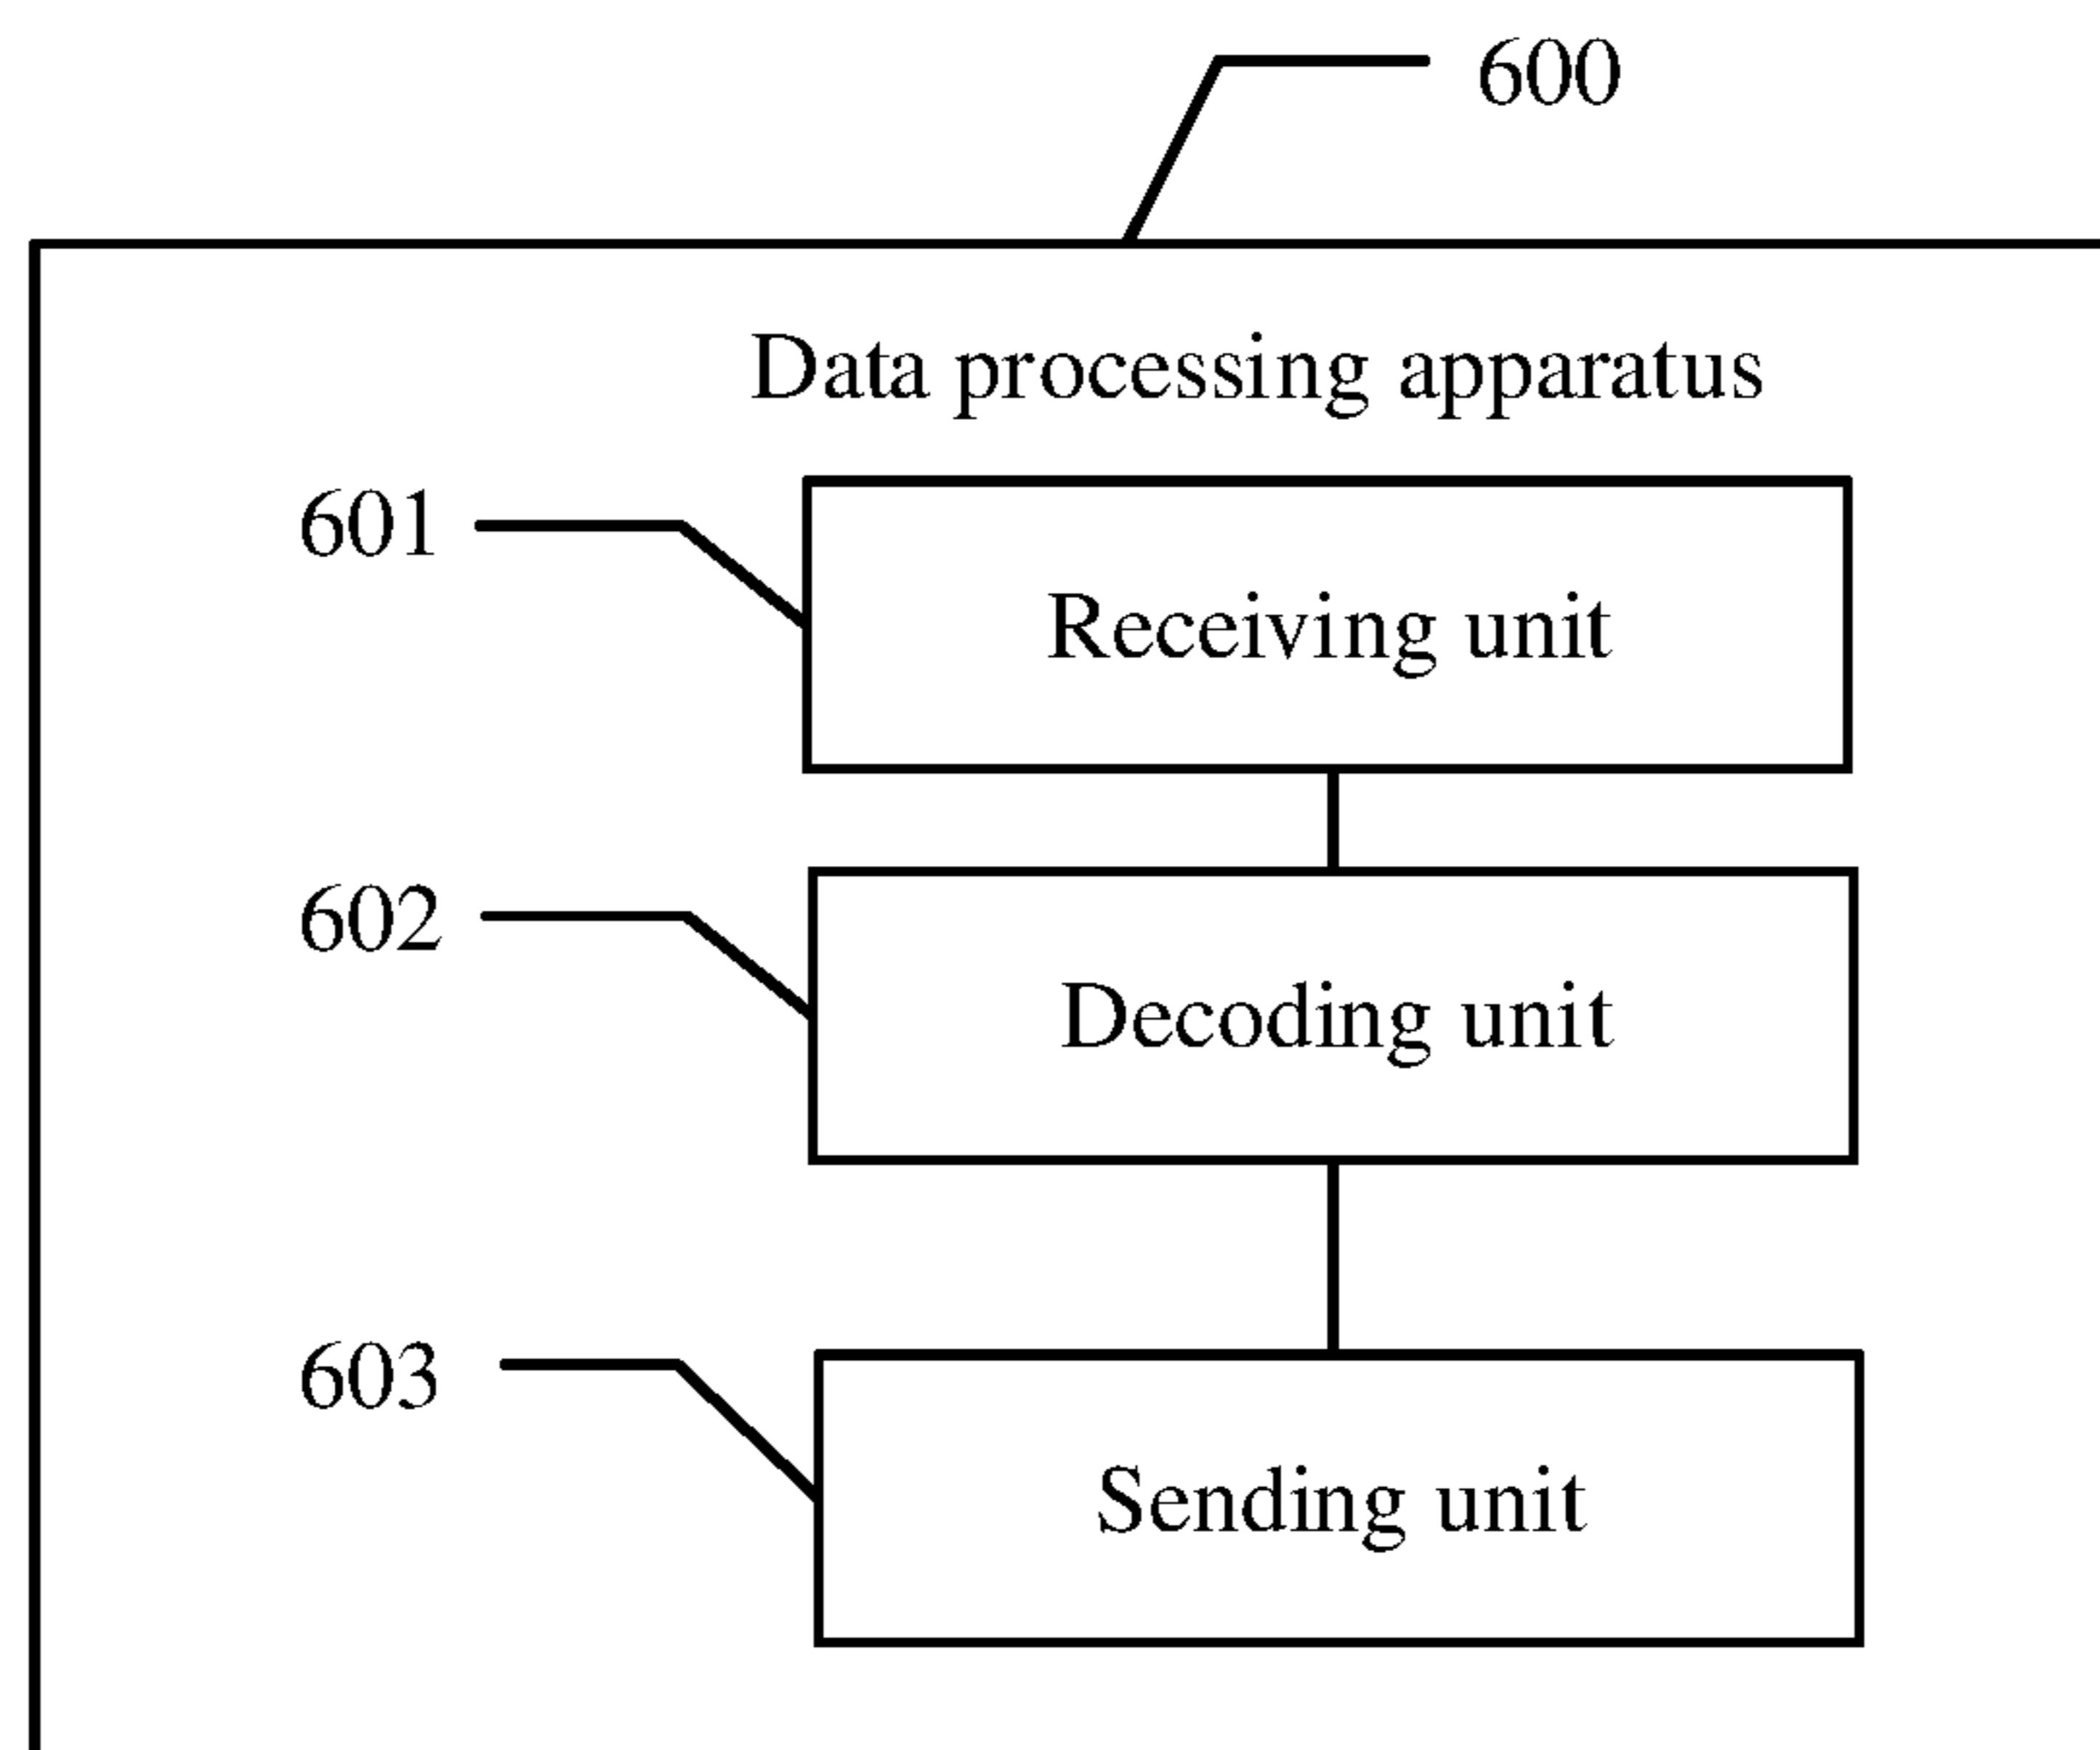 600
Data processing apparatus
601
Receiving unit
602
Decoding unit
603
Sending unit